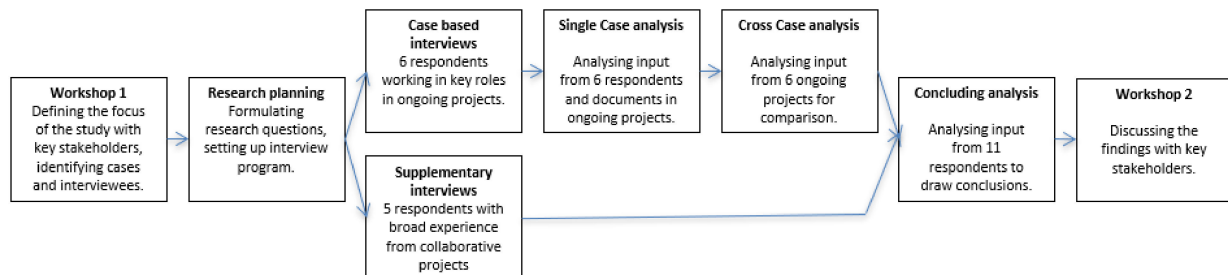 Workshop 1
Defining the focus
of the study with
key stakeholders,
identifying cases
and interviewees.
Research planning
Formulating
research questions,
setting up interview
program.
Case based
interviews
6 respondents
working in key roles
in ongoing projects.
Supplementary
interviews
5 respondents with
broad experience
from collaborative
projects
Single Case analysis
Analysing input
from 6 respondents
and documents in
ongoing projects.
Cross Case analysis
Analysing input
from 6 ongoing
projects for
comparison.
Concluding analysis
Analysing input
from 11
respondents to
draw conclusions.
Workshop 2
Discussing the
findings with key
stakeholders.